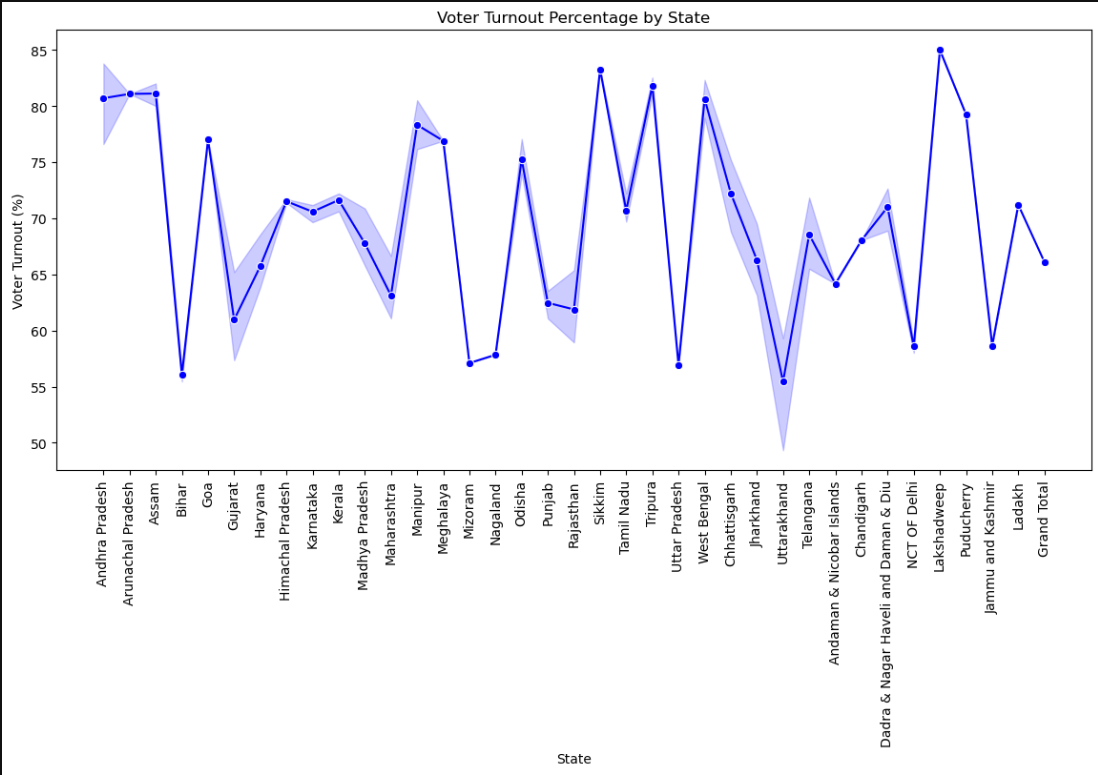 Voter Turnout Percentage by State
Voter Turnout (%)
85
80
75
70
65
60
55
50
Andhra Pradesh
Arunachal Pradesh
Assam
Bihar
Goa
Gujarat
Haryana
Himachal Pradesh
Karnataka
Kerala
Madhya Pradesh
Maharashtra
Manipur
Meghalaya
Mizoram
Nagaland
Odisha
Punjab
Rajasthan
Sikkim
Tamil Nadu
Tripura
Uttar Pradesh
West Bengal
Chhattisgarh
Jharkhand
Uttarakhand
Telangana
Andaman & Nicobar Islands
Chandigarh
Dadra & Nagar Haveli and Daman & Diu
NCT OF Delhi
Lakshadweep
Puducherry
Jammu and Kashmir
Ladakh
Grand Total
State